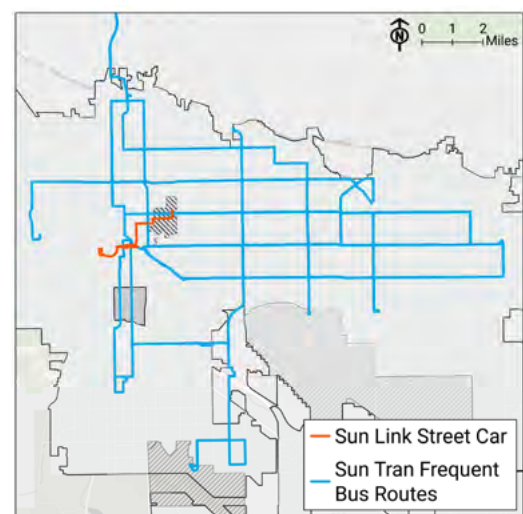 N
0 1 2
Miles
Sun Link Street Car
Sun Tran Frequent
Bus Routes